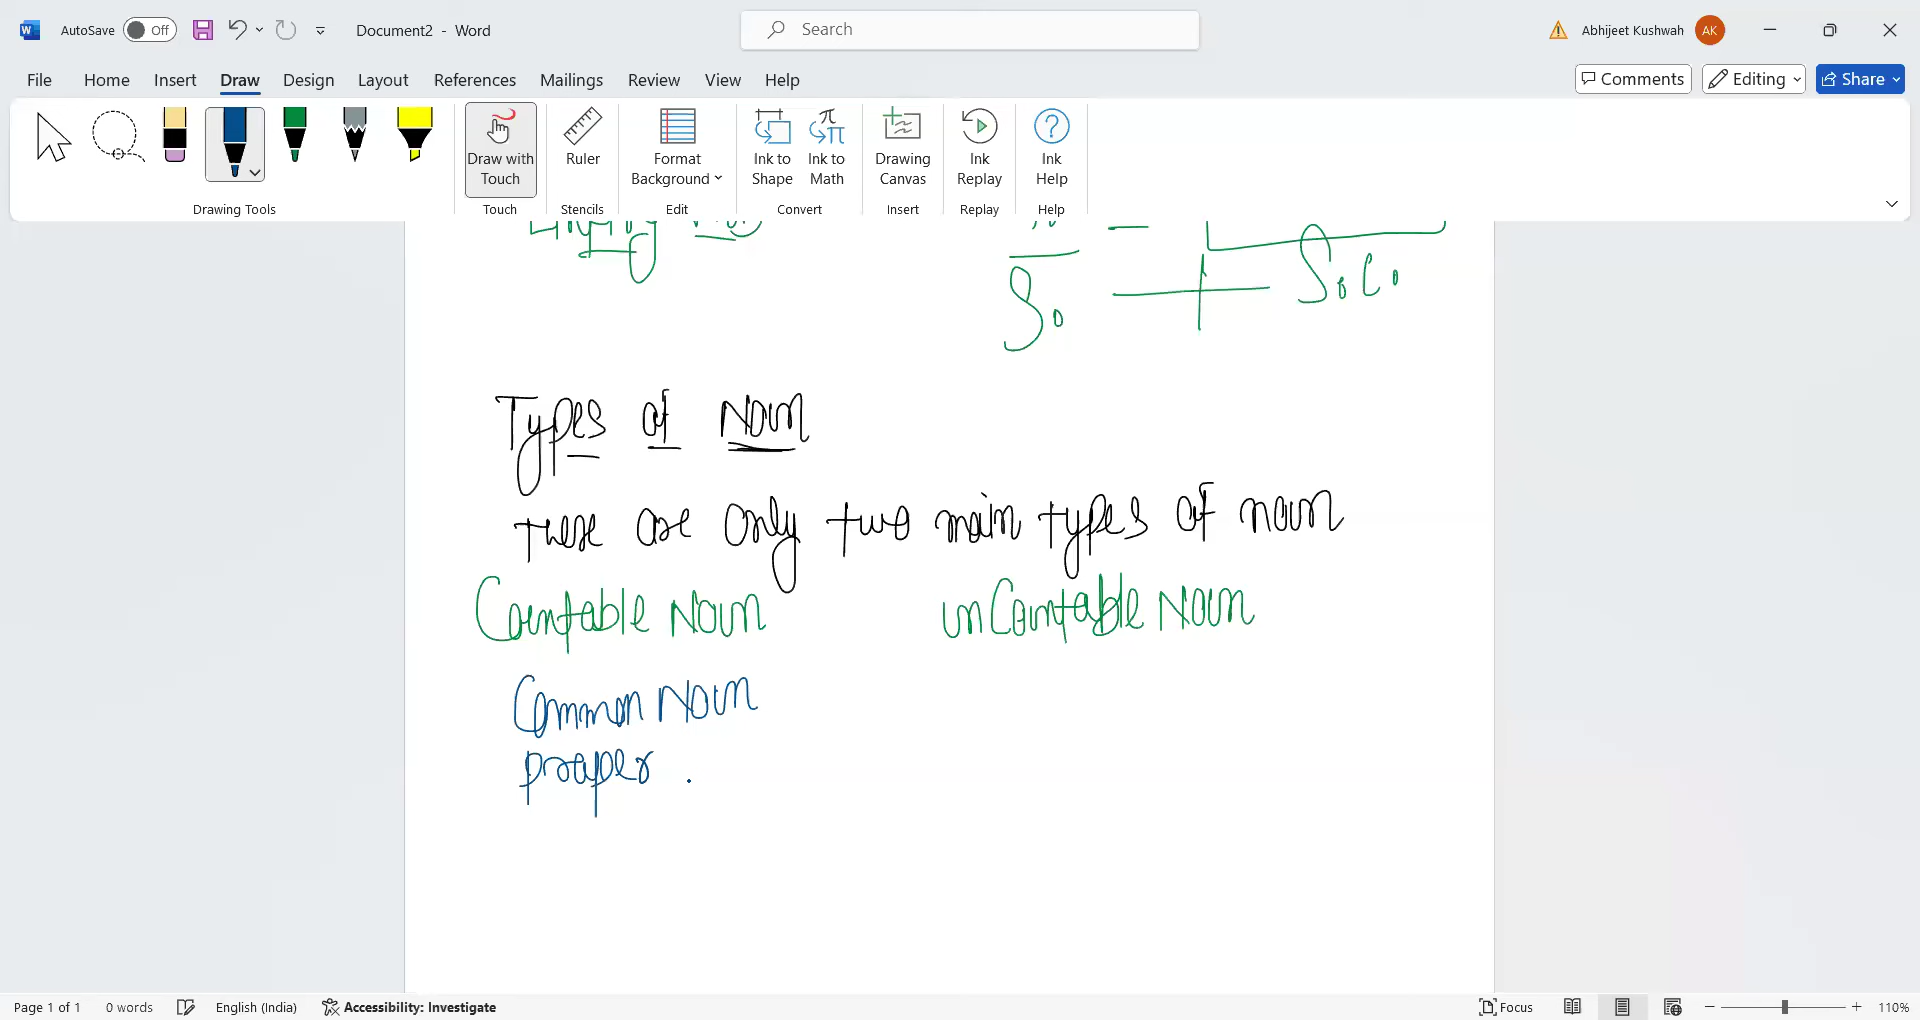 AutoSave Off Document2 - Word Search Abhijeet Kushwah AK
File Home Insert Draw Design Layout References Mailings Review View Help Comments Editing Share
Draw with Touch Ruler Format Background Ink to Shape Ink to Math Drawing Canvas Ink Replay Ink Help
Drawing Tools Touch Stencils Edit Convert Insert Replay Help
Types of Noun
there are only two main types of noun
Countable Noun unCountable Noun
Common Noun
proper .
Page 1 of 1 0 words English (India) Accessibility: Investigate Focus 110%